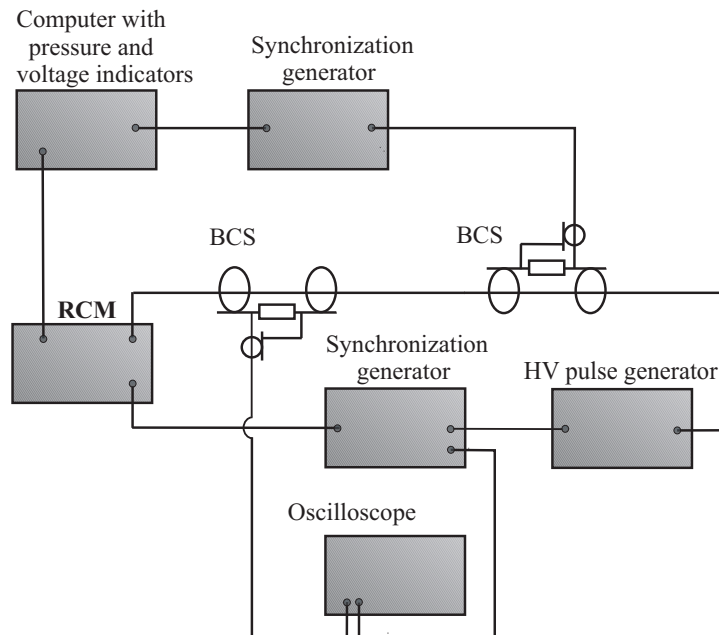 Computer with
pressure and
voltage indicators
Synchronization
generator
BCS
BCS
RCM
Synchronization
generator
HV pulse generator
Oscilloscope